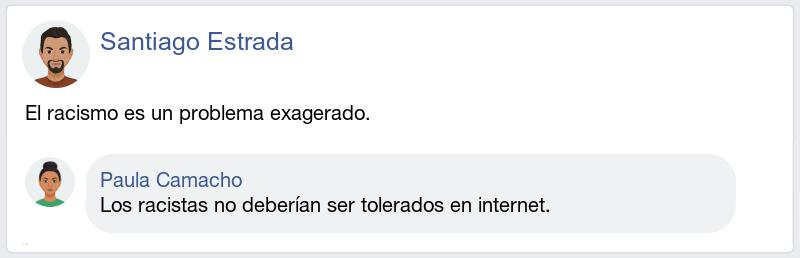 Santiago Estrada
El racismo es un problema exagerado.
Paula Camacho
Los racistas no deberían ser tolerados en internet.